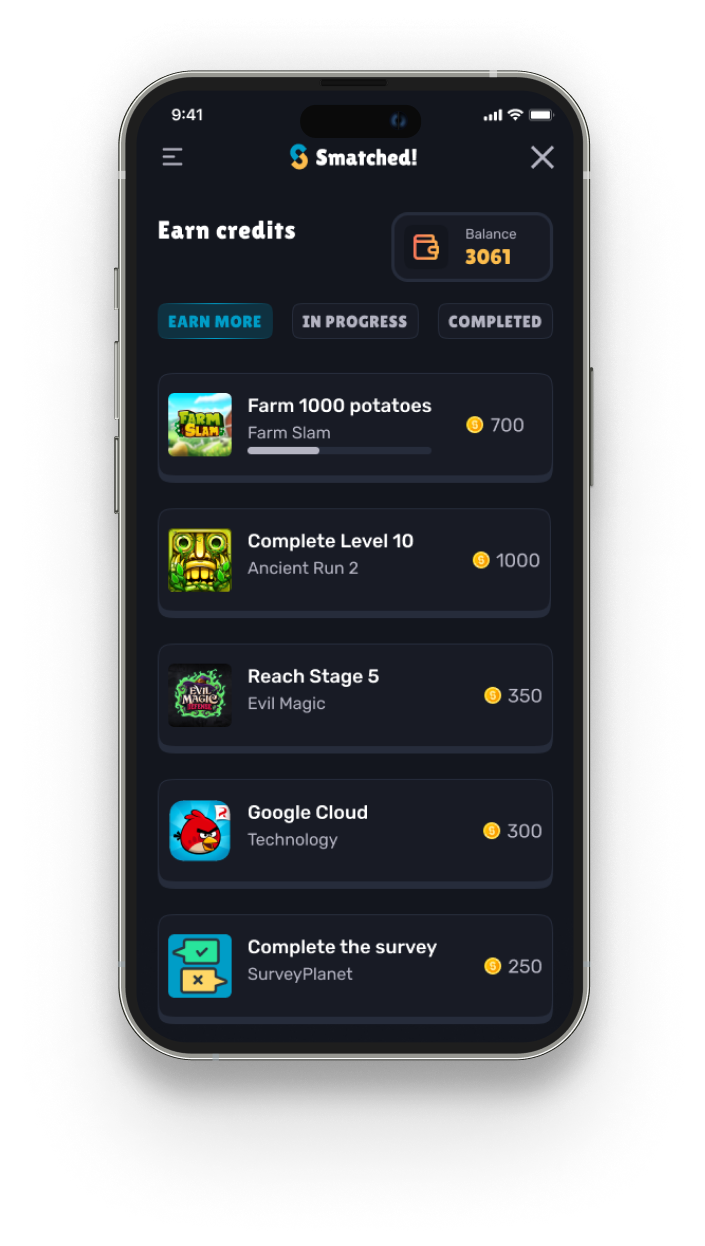 9:41
Smatched!
Earn credits
Balance
3061
EARN MORE
IN PROGRESS
COMPLETED
FARM
SLAM
Farm 1000 potatoes
Farm Slam
700
Complete Level 10
Ancient Run 2
1000
EVIL
MAGIC
DEFENSE
Reach Stage 5
Evil Magic
350
R
Google Cloud
Technology
300
Complete the survey
SurveyPlanet
250